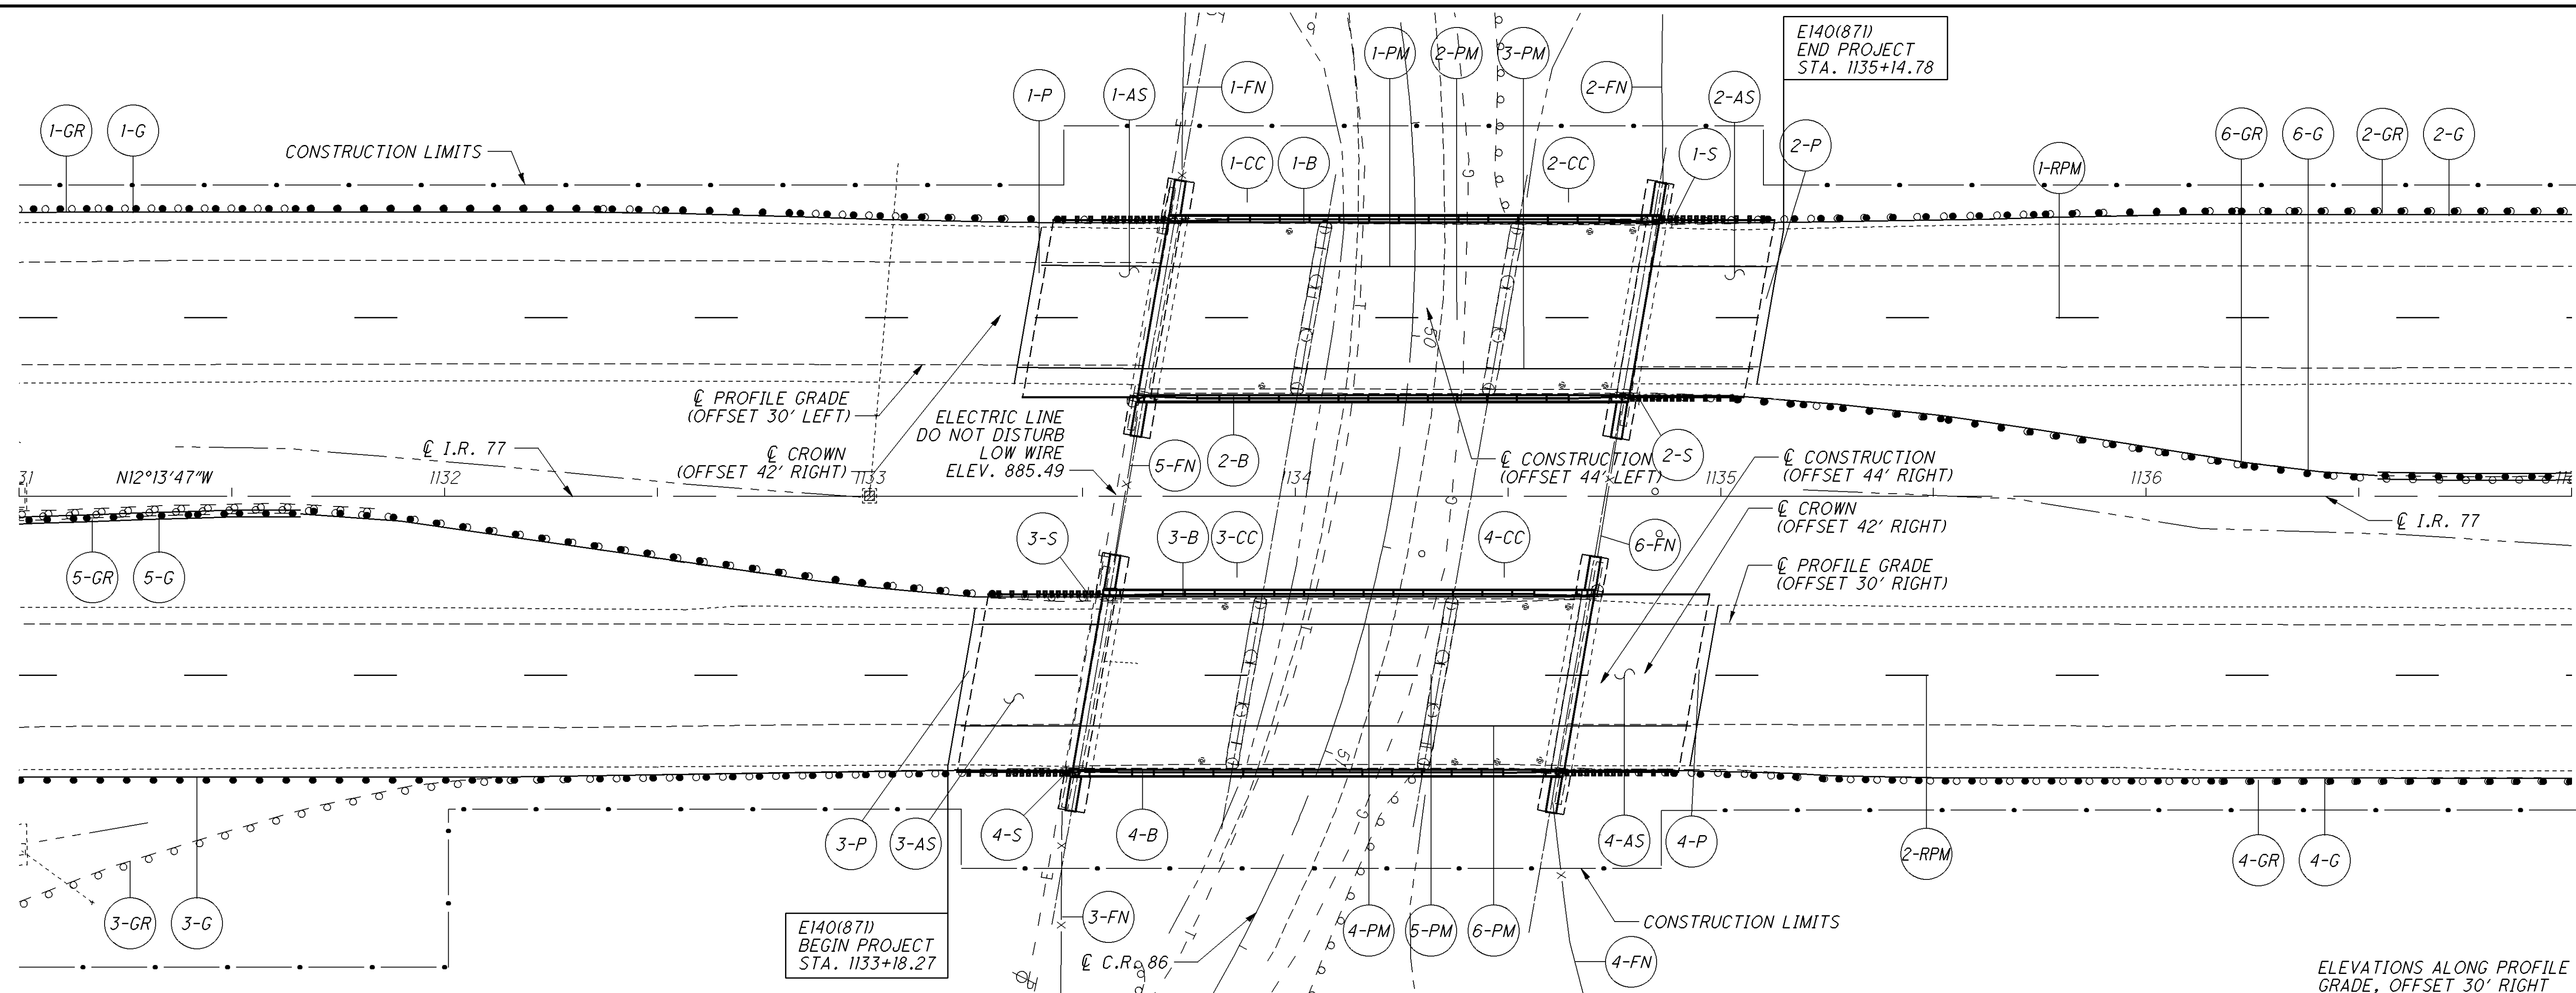 E140(871)
END PROJECT
STA. 1135+14.78
1-PM
2-PM
3-PM
1-P
1-AS
1-FN
2-FN
2-AS
1-GR
1-G
6-GR
6-G
2-GR
2-G
CONSTRUCTION LIMITS
1-CC
1-B
2-CC
1-S
2-P
1-RPM
G
T
50
℄ PROFILE GRADE
(OFFSET 30' LEFT)
ELECTRIC LINE
DO NOT DISTURB
LOW WIRE
ELEV. 885.49
℄ CROWN
(OFFSET 42' RIGHT)
℄ I.R. 77
5-FN
2-B
℄ CONSTRUCTION
(OFFSET 44' LEFT)
2-S
℄ CONSTRUCTION
(OFFSET 44' RIGHT)
31
N12°13'47"W
1132
1133
1134
1135
1136
℄ CROWN
(OFFSET 42' RIGHT)
℄ I.R. 77
3-S
3-B
3-CC
4-CC
6-FN
5-GR
5-G
℄ PROFILE GRADE
(OFFSET 30' RIGHT)
51
G
3-P
3-AS
4-S
4-B
4-AS
4-P
2-RPM
4-GR
4-G
E
3-GR
3-G
3-FN
4-PM
5-PM
6-PM
CONSTRUCTION LIMITS
E140(871)
BEGIN PROJECT
STA. 1133+18.27
℄ C.R. 86
4-FN
ELEVATIONS ALONG PROFILE
GRADE, OFFSET 30' RIGHT